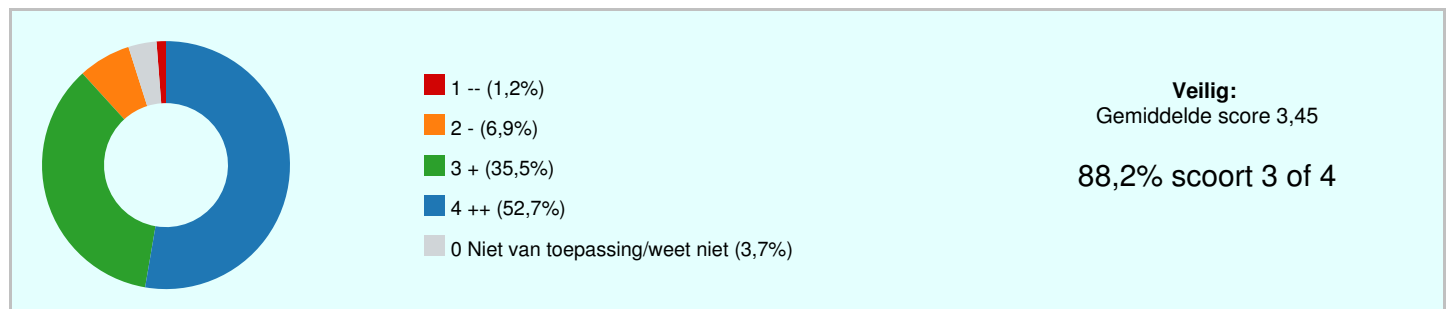 1 -- (1,2%)
2 - (6,9%)
3 + (35,5%)
4 ++ (52,7%)
0 Niet van toepassing/weet niet (3,7%)
Veilig:
Gemiddelde score 3,45
88,2% scoort 3 of 4